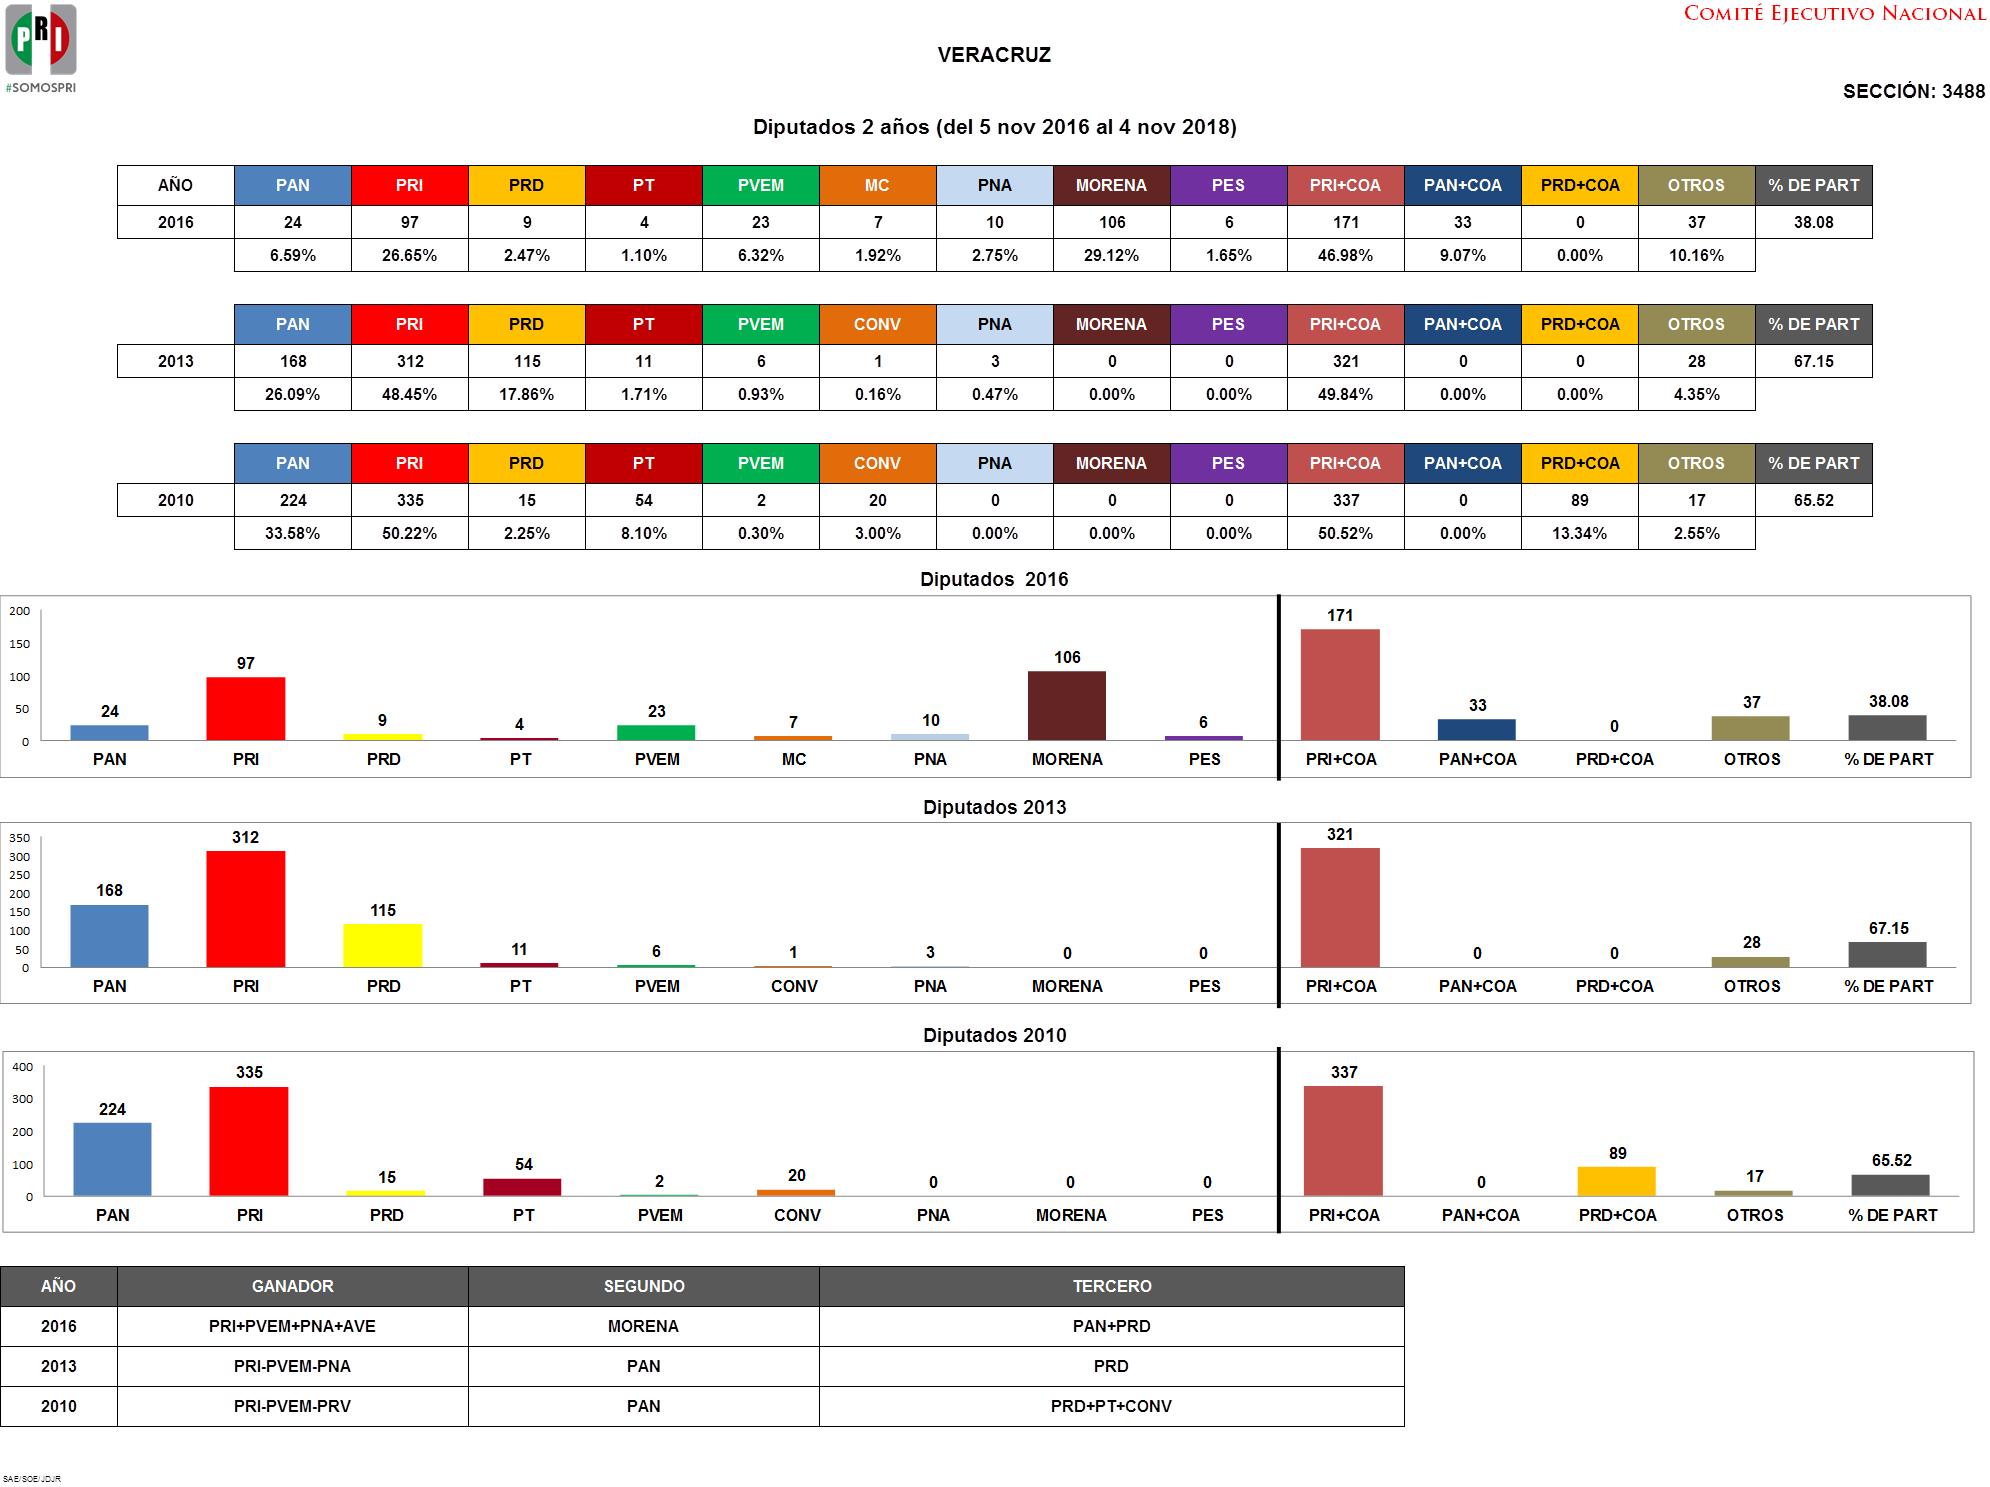 PRI
#SOMOSPRI
COMITÉ EJECUTIVO NACIONAL
VERACRUZ
SECCIÓN: 3488
Diputados 2 años (del 5 nov 2016 al 4 nov 2018)
AÑO PAN PRI PRD PT PVEM MC PNA MORENA PES PRI+COA PAN+COA PRD+COA OTROS % DE PART
2016 24 97 9 4 23 7 10 106 6 171 33 0 37 38.08
6.59% 26.65% 2.47% 1.10% 6.32% 1.92% 2.75% 29.12% 1.65% 46.98% 9.07% 0.00% 10.16%
PAN PRI PRD PT PVEM CONV PNA MORENA PES PRI+COA PAN+COA PRD+COA OTROS % DE PART
2013 168 312 115 11 6 1 3 0 0 321 0 0 28 67.15
26.09% 48.45% 17.86% 1.71% 0.93% 0.16% 0.47% 0.00% 0.00% 49.84% 0.00% 0.00% 4.35%
PAN PRI PRD PT PVEM CONV PNA MORENA PES PRI+COA PAN+COA PRD+COA OTROS % DE PART
2010 224 335 15 54 2 20 0 0 0 337 0 89 17 65.52
33.58% 50.22% 2.25% 8.10% 0.30% 3.00% 0.00% 0.00% 0.00% 50.52% 0.00% 13.34% 2.55%
Diputados 2016
200
150
100
50
0
24 97 9 4 23 7 10 106 6 171 33 0 37 38.08
PAN PRI PRD PT PVEM MC PNA MORENA PES PRI+COA PAN+COA PRD+COA OTROS % DE PART
Diputados 2013
350
300
250
200
150
100
50
0
168 312 115 11 6 1 3 0 0 321 0 0 28 67.15
PAN PRI PRD PT PVEM CONV PNA MORENA PES PRI+COA PAN+COA PRD+COA OTROS % DE PART
Diputados 2010
400
300
200
100
0
224 335 15 54 2 20 0 0 0 337 0 89 17 65.52
PAN PRI PRD PT PVEM CONV PNA MORENA PES PRI+COA PAN+COA PRD+COA OTROS % DE PART
AÑO GANADOR SEGUNDO TERCERO
2016 PRI+PVEM+PNA+AVE MORENA PAN+PRD
2013 PRI-PVEM-PNA PAN PRD
2010 PRI-PVEM-PRV PAN PRD+PT+CONV
SAE/SOE/JDJR